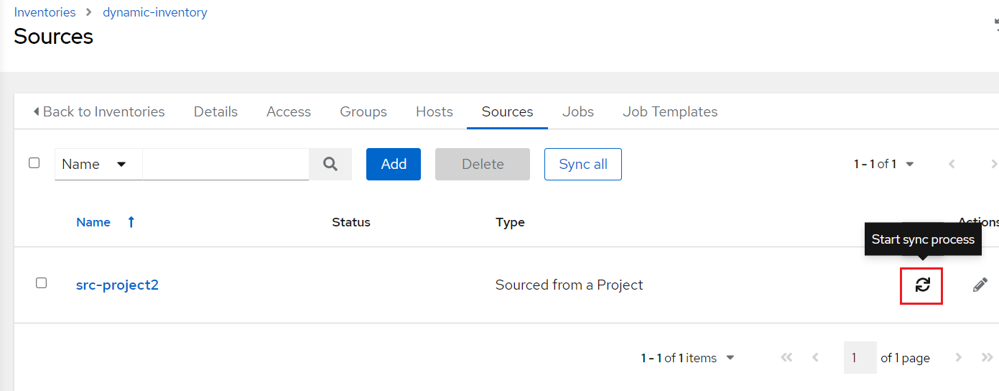 Inventories dynamic-inventory
Sources
Back to Inventories Details Access Groups Hosts Sources Jobs Job Templates
Name Add Delete Sync all 1 - 1 of 1
Name Status Type Actions
Start sync process
src-project2 Sourced from a Project
1 - 1 of 1 items 1 of 1 page